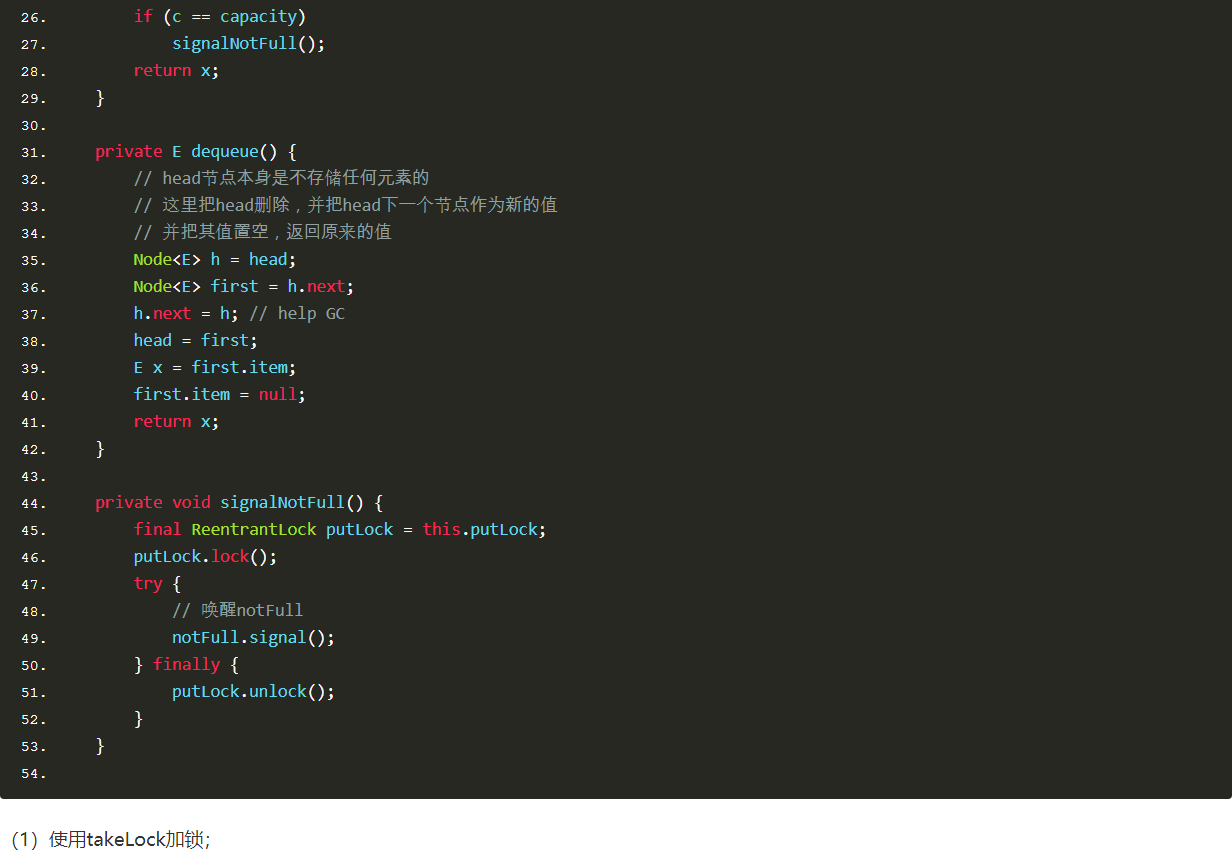 26.         if (c == capacity)
27.             signalNotFull();
28.         return x;
29.     }
30.
31.     private E dequeue() {
32.         // head节点本身是不存储任何元素的
33.         // 这里把head删除，并把head下一个节点作为新的值
34.         // 并把其值置空，返回原来的值
35.         Node<E> h = head;
36.         Node<E> first = h.next;
37.         h.next = h; // help GC
38.         head = first;
39.         E x = first.item;
40.         first.item = null;
41.         return x;
42.     }
43.
44.     private void signalNotFull() {
45.         final ReentrantLock putLock = this.putLock;
46.         putLock.lock();
47.         try {
48.             // 唤醒notFull
49.             notFull.signal();
50.         } finally {
51.             putLock.unlock();
52.         }
53.     }
54.
（1）使用takeLock加锁；